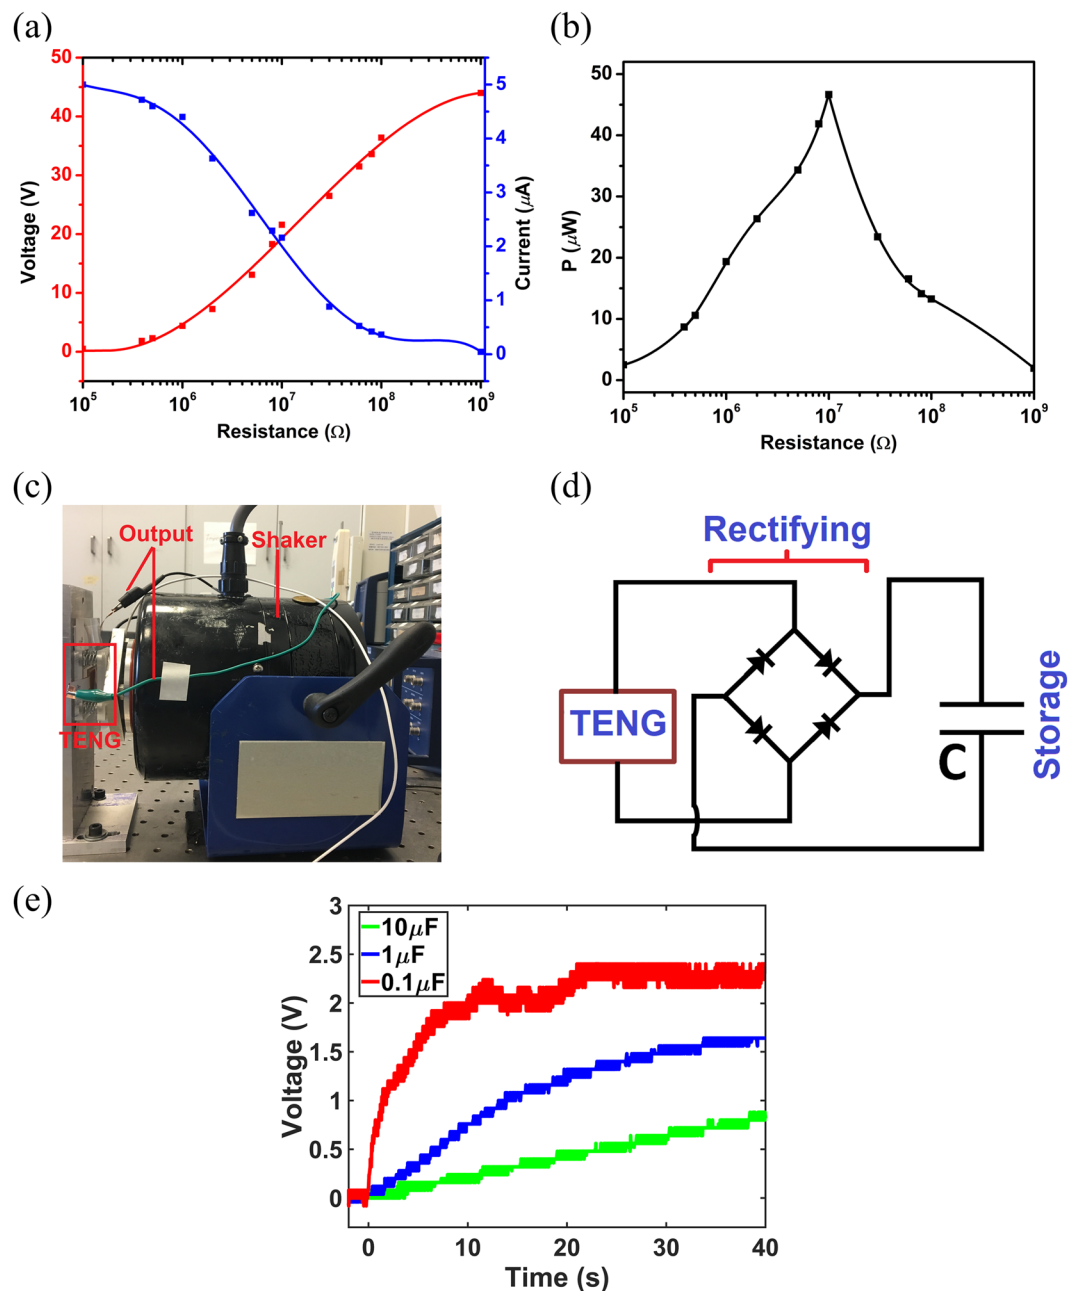 (a)
50
40
30
20
10
0
Voltage (V)
5
4
3
2
1
0
Current (μA)
10⁵ 10⁶ 10⁷ 10⁸ 10⁹
Resistance (Ω)
(b)
50
40
30
20
10
0
P (μW)
10⁵ 10⁶ 10⁷ 10⁸ 10⁹
Resistance (Ω)
(c)
Output
Shaker
TENG
(d)
Rectifying
TENG
C
Storage
(e)
3
2.5
2
1.5
1
0.5
0
Voltage (V)
10μF
1μF
0.1μF
0 10 20 30 40
Time (s)